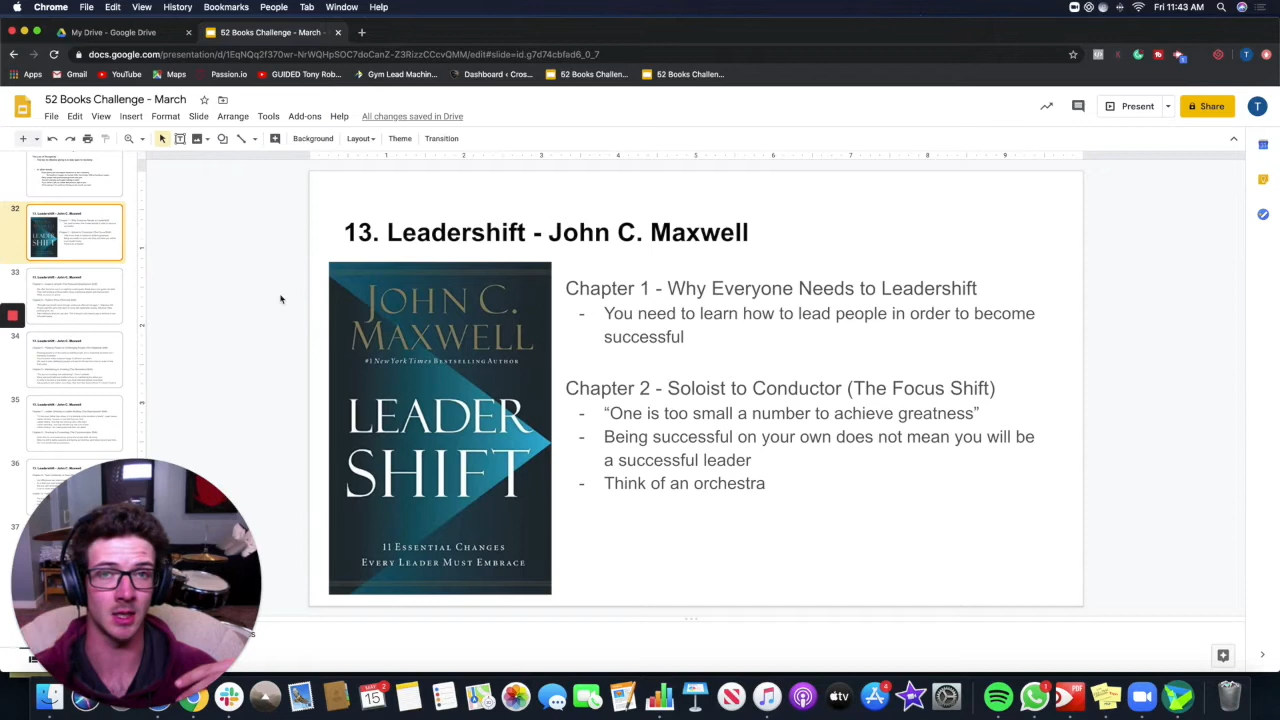 Chrome File Edit View History Bookmarks People Tab Window Help
Fri 11:43 AM
My Drive - Google Drive
52 Books Challenge - March -
docs.google.com/presentation/d/1EqNQq2f370wr-NrWQHpSOC7doCanZ-Z3RizzCCcvQMM/edit#slide=id.g7d74cbfad6_0_7
Apps Gmail YouTube Maps Passion.io GUIDED Tony Rob... Gym Lead Machin... Dashboard ‹ Cros... 52 Books Challen... 52 Books Challen...
52 Books Challenge - March
File Edit View Insert Format Slide Arrange Tools Add-ons Help All changes saved in Drive
Present
Share
T
Background Layout Theme Transition
32
33
34
35
36
37
13. Leadershift - John C. Maxwell
JOHN C.
MAXWELL
#1 New York Times BESTSELLING AUTHOR
LEADER
SHIFT
11 ESSENTIAL CHANGES
EVERY LEADER MUST EMBRACE
Chapter 1 - Why Everyone Needs to Leadershift
- You need to learn how to lead people in order to become
successful
Chapter 2 - Soloist to Conductor (The Focus Shift)
- “One is too small a number to achieve greatness”
- Being successful on your own does not mean you will be
a successful leader
- Think of an orchestra